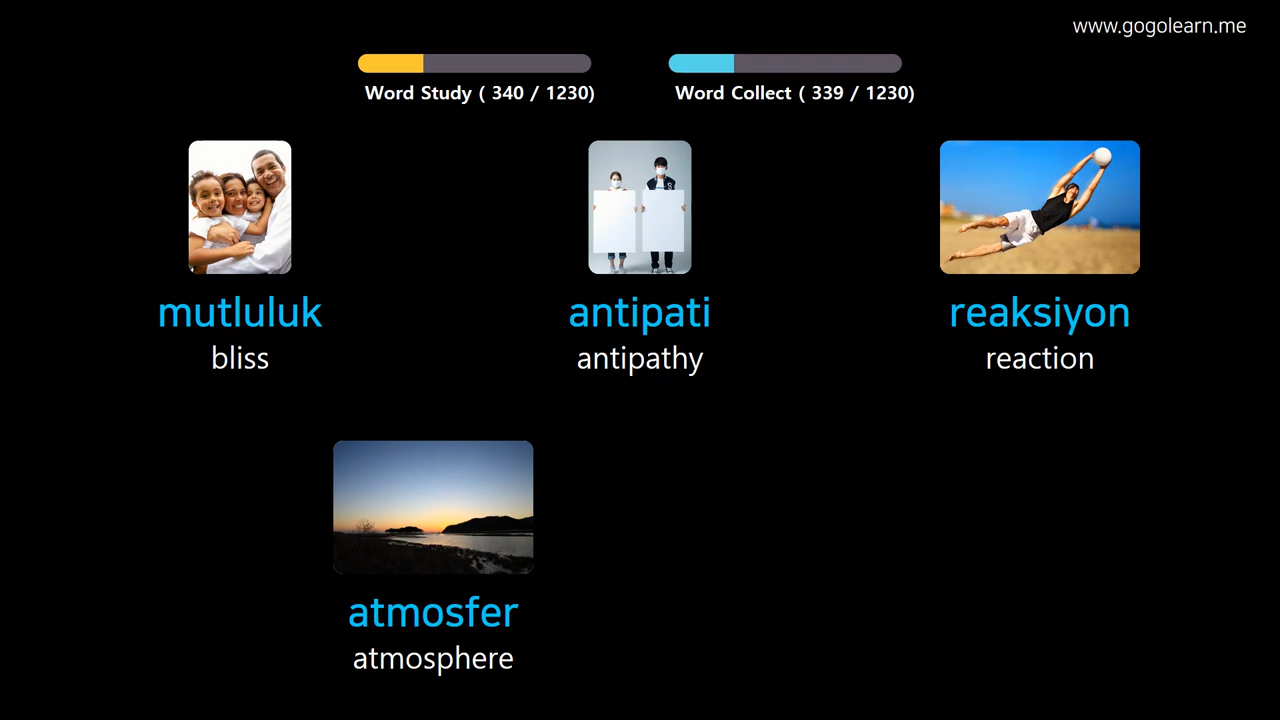 www.gogolearn.me
Word Study ( 340 / 1230)
Word Collect ( 339 / 1230)
mutluluk
bliss
antipati
antipathy
reaksiyon
reaction
atmosfer
atmosphere